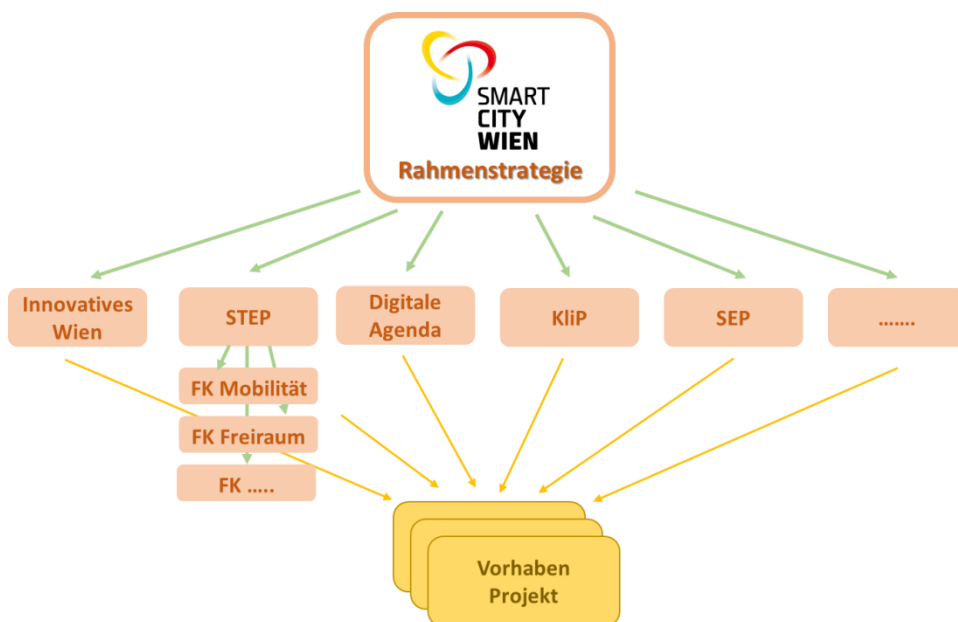 SMART
CITY
WIEN
Rahmenstrategie
Innovatives
Wien
STEP
Digitale
Agenda
KliP
SEP
.......
FK Mobilität
FK Freiraum
FK .....
Vorhaben
Projekt